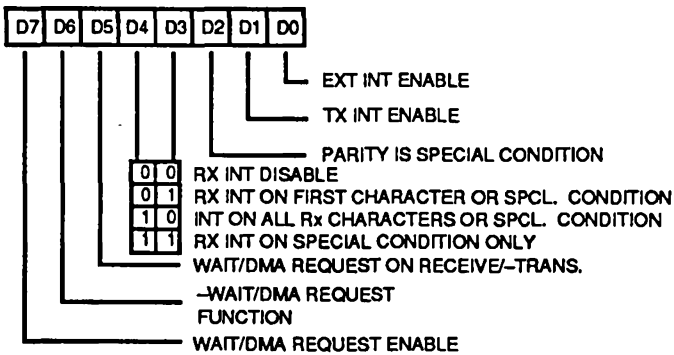 D7 D6 D5 D4 D3 D2 D1 D0
EXT INT ENABLE
TX INT ENABLE
PARITY IS SPECIAL CONDITION
0 0 RX INT DISABLE
0 1 RX INT ON FIRST CHARACTER OR SPCL. CONDITION
1 0 INT ON ALL Rx CHARACTERS OR SPCL. CONDITION
1 1 RX INT ON SPECIAL CONDITION ONLY
WAIT/DMA REQUEST ON RECEIVE/-TRANS.
-WAIT/DMA REQUEST
FUNCTION
WAIT/DMA REQUEST ENABLE